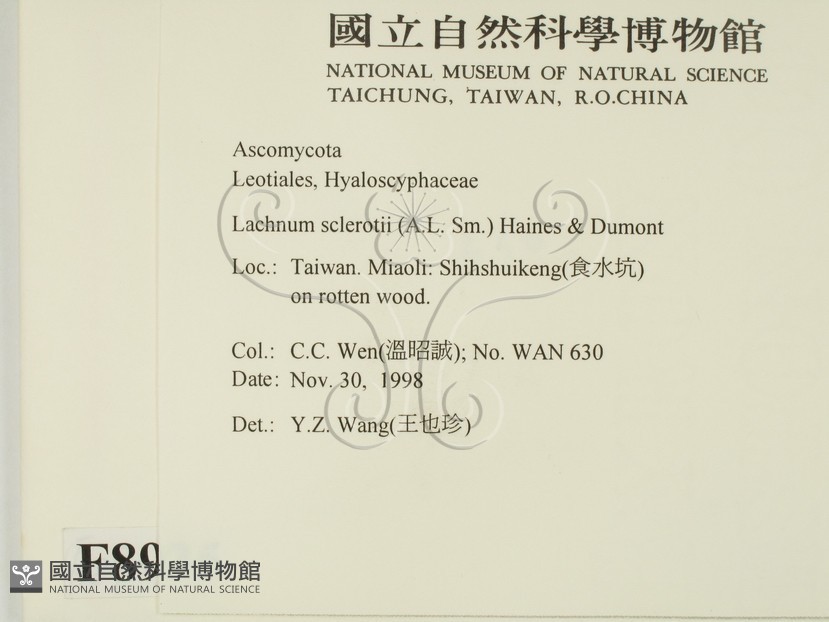 國立自然科學博物館
NATIONAL MUSEUM OF NATURAL SCIENCE
TAICHUNG, TAIWAN, R.O.CHINA
Ascomycota
Leotiales, Hyaloscyphaceae
Lachnum sclerotii (A.L. Sm.) Haines & Dumont
Loc.: Taiwan. Miaoli: Shihshuikeng(食水坑)
on rotten wood.
Col.: C.C. Wen(溫昭誠); No. WAN 630
Date: Nov. 30, 1998
Det.: Y.Z. Wang(王也珍)
F89
國立自然科學博物館
NATIONAL MUSEUM OF NATURAL SCIENCE